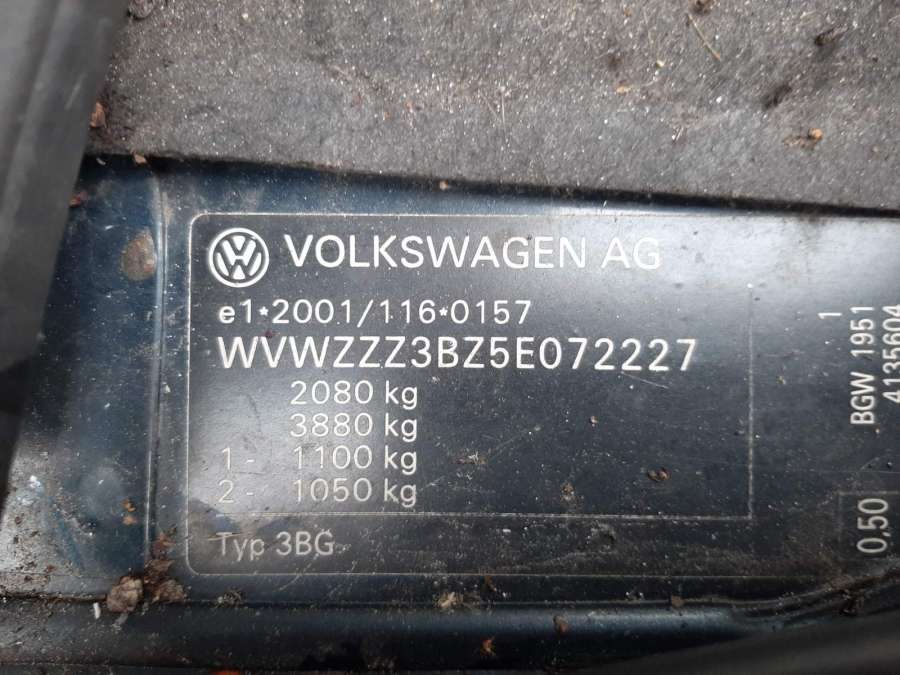 VOLKSWAGEN AG
e1*2001/116*0157
WVWZZZ3BZ5E072227
2080 kg
3880 kg
1 - 1100 kg
2 - 1050 kg
Typ 3BG
1
BGW 1951
4135604
0,50